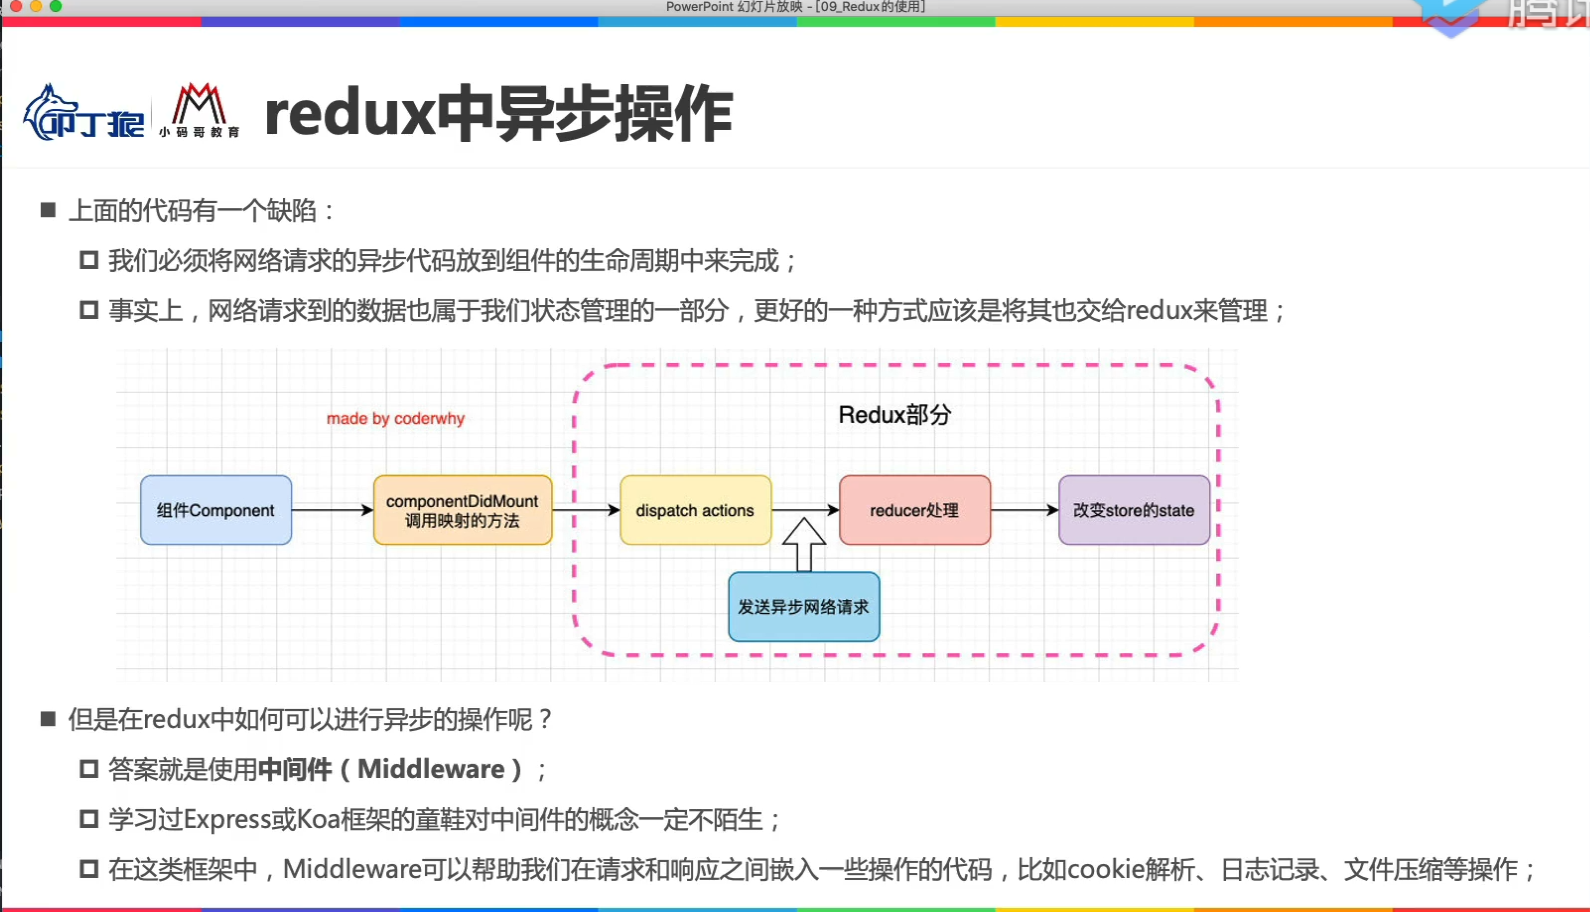 PowerPoint 幻灯片放映 - [09_Redux的使用]
腾讯
叩丁狼
小码哥教育
redux中异步操作
上面的代码有一个缺陷：
我们必须将网络请求的异步代码放到组件的生命周期中来完成；
事实上，网络请求到的数据也属于我们状态管理的一部分，更好的一种方式应该是将其也交给redux来管理；
made by coderwhy
Redux部分
组件Component
componentDidMount
调用映射的方法
dispatch actions
reducer处理
改变store的state
发送异步网络请求
但是在redux中如何可以进行异步的操作呢？
答案就是使用中间件（Middleware）；
学习过Express或Koa框架的童鞋对中间件的概念一定不陌生；
在这类框架中，Middleware可以帮助我们在请求和响应之间嵌入一些操作的代码，比如cookie解析、日志记录、文件压缩等操作；